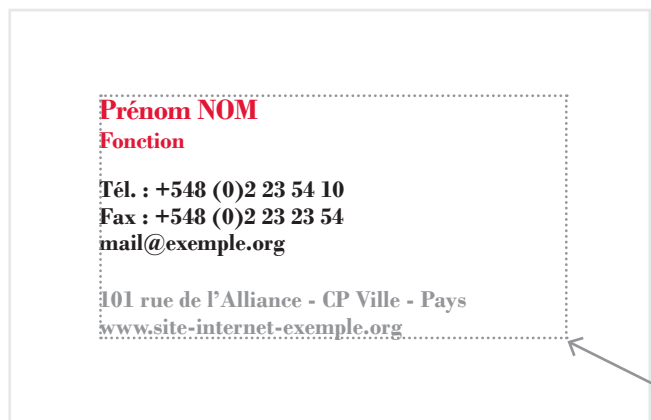 Prénom NOM
Fonction
Tél. : +548 (0)2 23 54 10
Fax : +548 (0)2 23 23 54
mail@exemple.org
101 rue de l’Alliance - CP Ville - Pays
www.site-internet-exemple.org